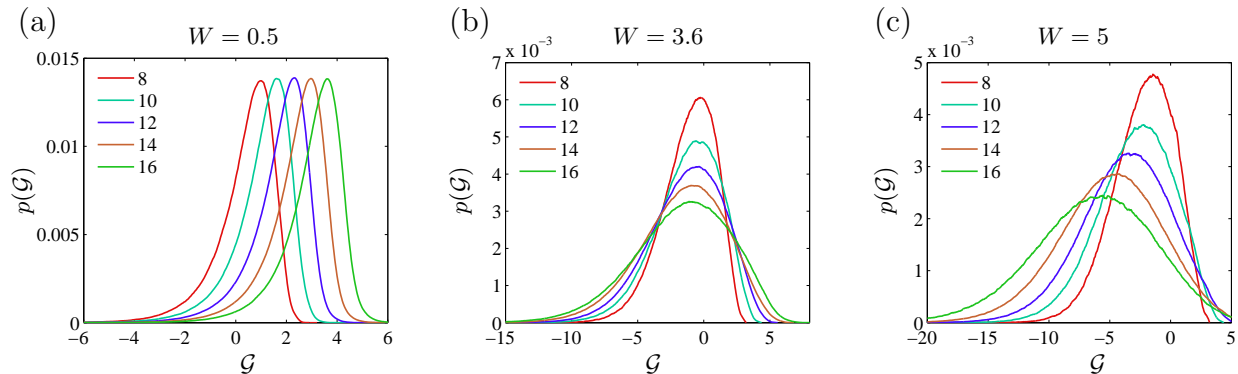 (a)
W = 0.5
0.015
0.01
0.005
0
p(𝒢)
8
10
12
14
16
−6 −4 −2 0 2 4 6
𝒢
(b)
W = 3.6
x 10⁻³
7
6
5
4
3
2
1
0
p(𝒢)
8
10
12
14
16
−15 −10 −5 0 5
𝒢
(c)
W = 5
x 10⁻³
5
4
3
2
1
0
p(𝒢)
8
10
12
14
16
−20 −15 −10 −5 0 5
𝒢